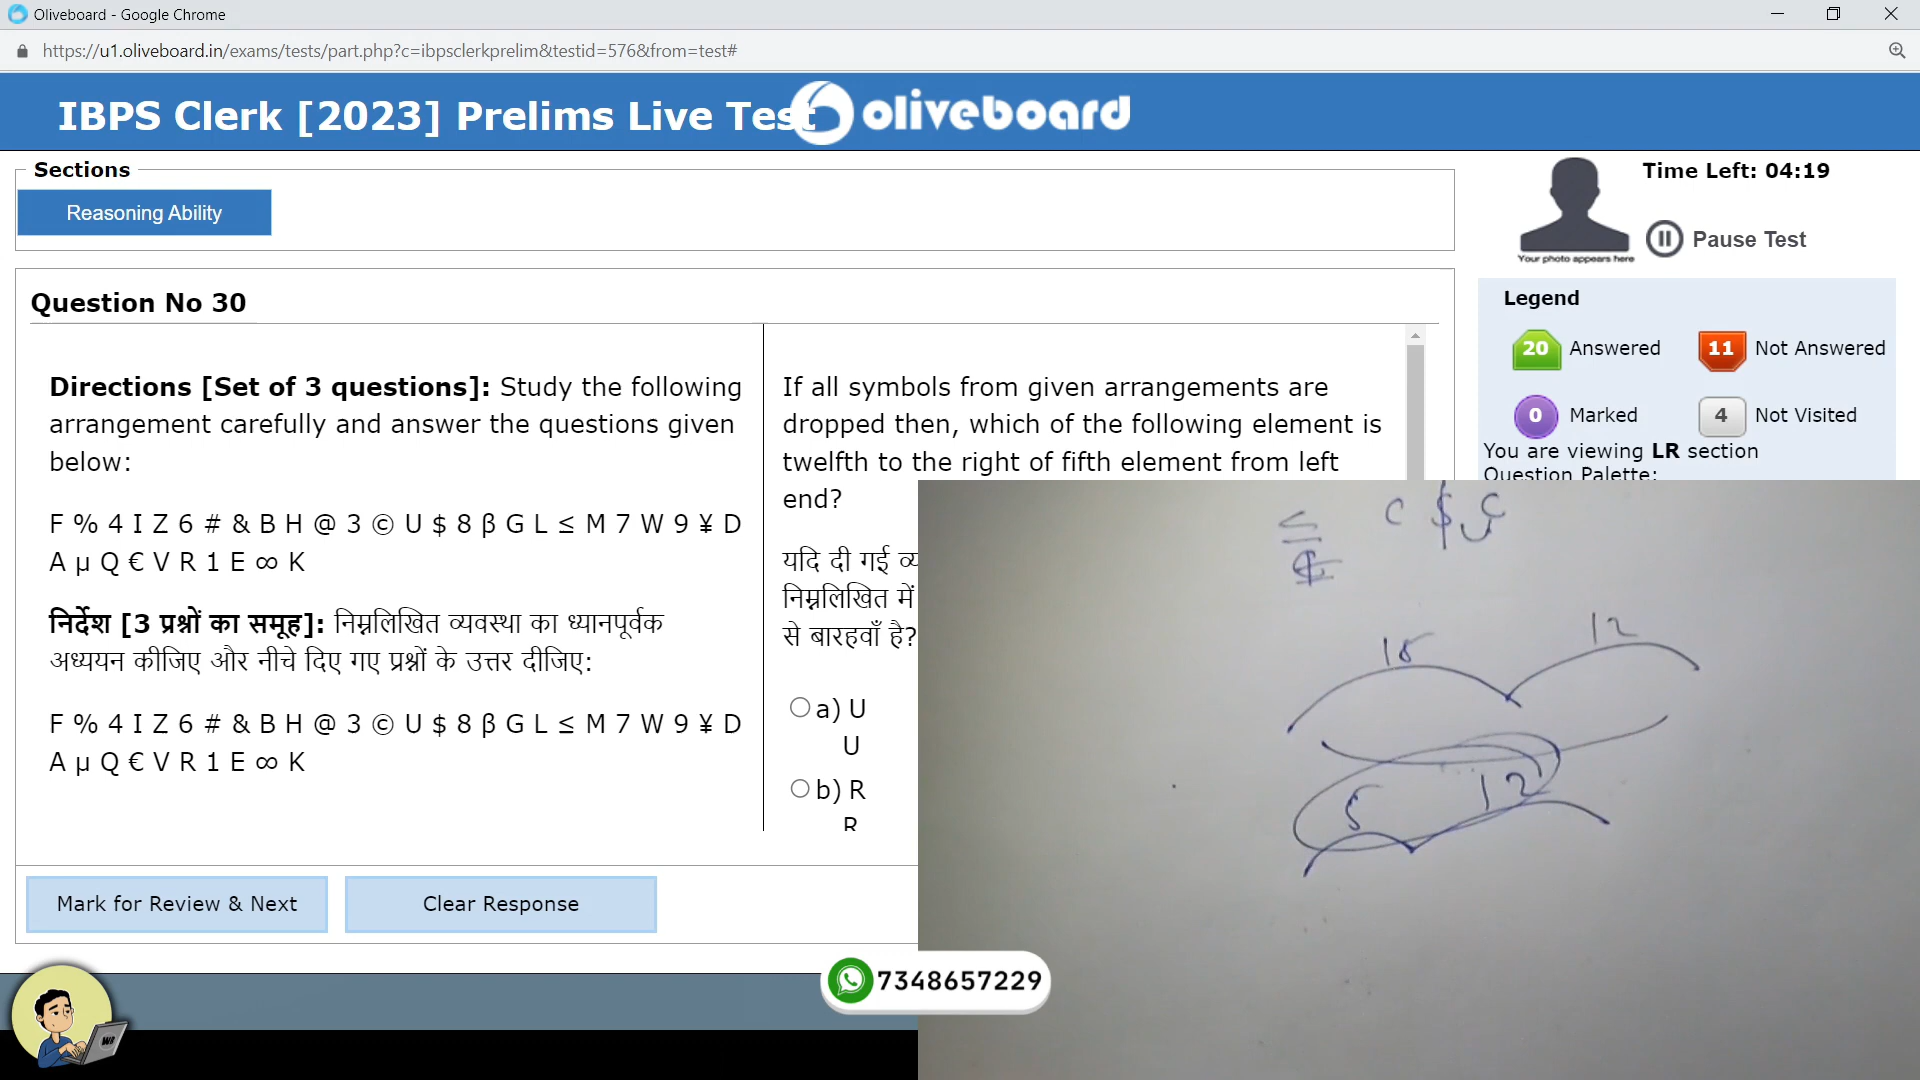 Oliveboard - Google Chrome
https://u1.oliveboard.in/exams/tests/part.php?c=ibpsclerkprelim&testid=576&from=test#
IBPS Clerk [2023] Prelims Live Test
oliveboard
Sections
Reasoning Ability
Time Left: 04:19
Your photo appears here
Pause Test
Question No 30
Directions [Set of 3 questions]: Study the following
arrangement carefully and answer the questions given
below:
F % 4 I Z 6 # & B H @ 3 © U $ 8 β G L ≤ M 7 W 9 ¥ D
A µ Q € V R 1 E ∞ K
निर्देश [3 प्रश्नों का समूह]: निम्नलिखित व्यवस्था का ध्यानपूर्वक
अध्ययन कीजिए और नीचे दिए गए प्रश्नों के उत्तर दीजिए:
F % 4 I Z 6 # & B H @ 3 © U $ 8 β G L ≤ M 7 W 9 ¥ D
A µ Q € V R 1 E ∞ K
If all symbols from given arrangements are
dropped then, which of the following element is
twelfth to the right of fifth element from left
end?
यदि दी गई
निम्नलिखित में
से बारहवाँ है?
a) U
U
b) R
R
Legend
20 Answered 11 Not Answered
0 Marked 4 Not Visited
You are viewing LR section
Question Palette:
C $ C
≤
15 12
5 12
Mark for Review & Next Clear Response
7348657229